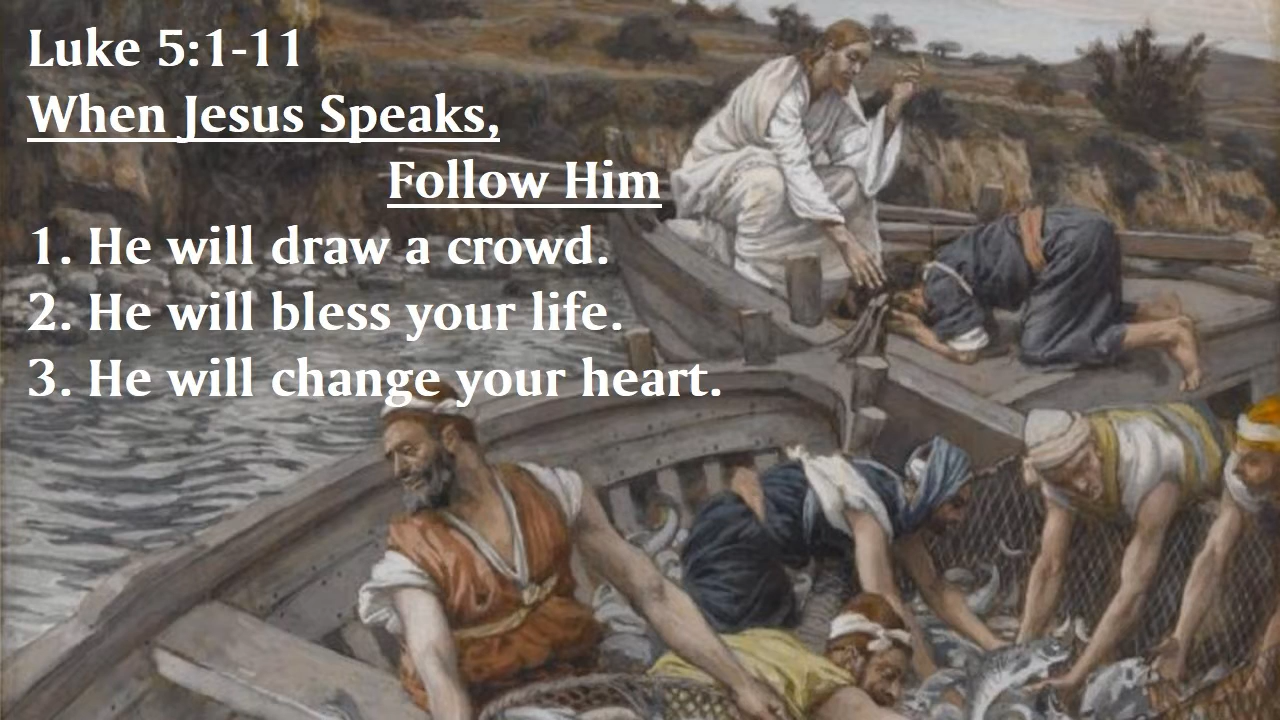 Luke 5:1-11
When Jesus Speaks,
Follow Him
1. He will draw a crowd.
2. He will bless your life.
3. He will change your heart.